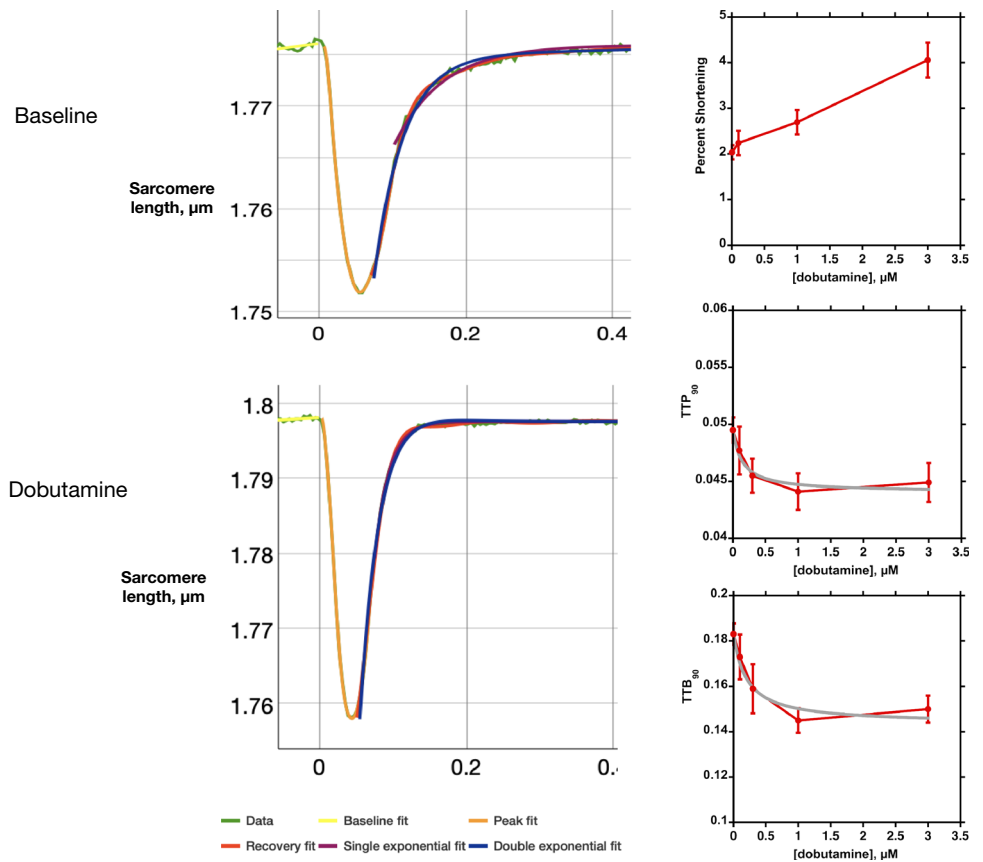 Baseline
Sarcomere
length, μm
1.77
1.76
1.75
0
0.2
0.4
Dobutamine
Sarcomere
length, μm
1.8
1.79
1.78
1.77
1.76
0
0.2
0.
Data
Baseline fit
Peak fit
Recovery fit
Single exponential fit
Double exponential fit
Percent Shortening
5
4
3
2
1
0
0 0.5 1 1.5 2 2.5 3 3.5
[dobutamine], μM
TTP90
0.06
0.055
0.05
0.045
0.04
0 0.5 1 1.5 2 2.5 3 3.5
[dobutamine], μM
TTB90
0.2
0.18
0.16
0.14
0.12
0.1
0 0.5 1 1.5 2 2.5 3 3.5
[dobutamine], μM